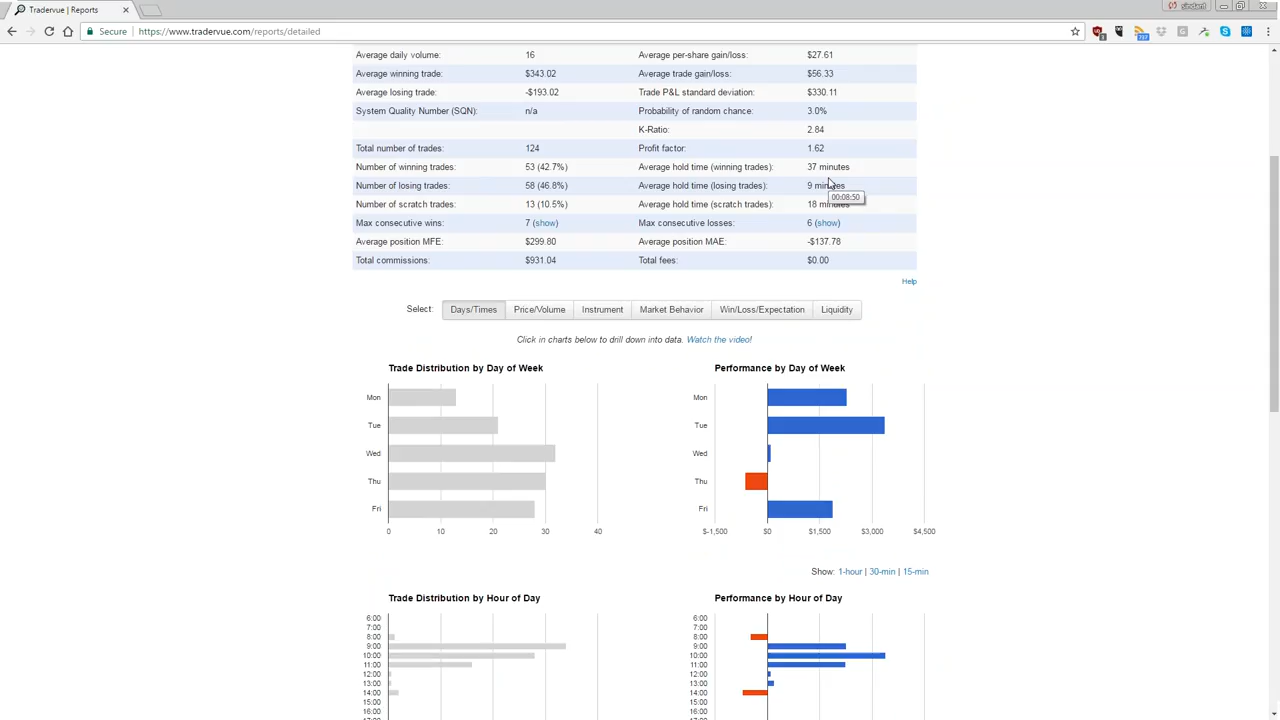 Tradervue | Reports
sindari
Secure https://www.tradervue.com/reports/detailed
Average daily volume: 16 Average per-share gain/loss: $27.61
Average winning trade: $343.02 Average trade gain/loss: $56.33
Average losing trade: -$193.02 Trade P&L standard deviation: $330.11
System Quality Number (SQN): n/a Probability of random chance: 3.0%
K-Ratio: 2.84
Total number of trades: 124 Profit factor: 1.62
Number of winning trades: 53 (42.7%) Average hold time (winning trades): 37 minutes
Number of losing trades: 58 (46.8%) Average hold time (losing trades): 9 minutes
00:08:50
Number of scratch trades: 13 (10.5%) Average hold time (scratch trades): 18 minutes
Max consecutive wins: 7 (show) Max consecutive losses: 6 (show)
Average position MFE: $299.80 Average position MAE: -$137.78
Total commissions: $931.04 Total fees: $0.00
Help
Select: Days/Times Price/Volume Instrument Market Behavior Win/Loss/Expectation Liquidity
Click in charts below to drill down into data. Watch the video!
Trade Distribution by Day of Week
Mon
Tue
Wed
Thu
Fri
0 10 20 30 40
Performance by Day of Week
Mon
Tue
Wed
Thu
Fri
$-1,500 $0 $1,500 $3,000 $4,500
Show: 1-hour | 30-min | 15-min
Trade Distribution by Hour of Day
6:00
7:00
8:00
9:00
10:00
11:00
12:00
13:00
14:00
15:00
16:00
Performance by Hour of Day
6:00
7:00
8:00
9:00
10:00
11:00
12:00
13:00
14:00
15:00
16:00